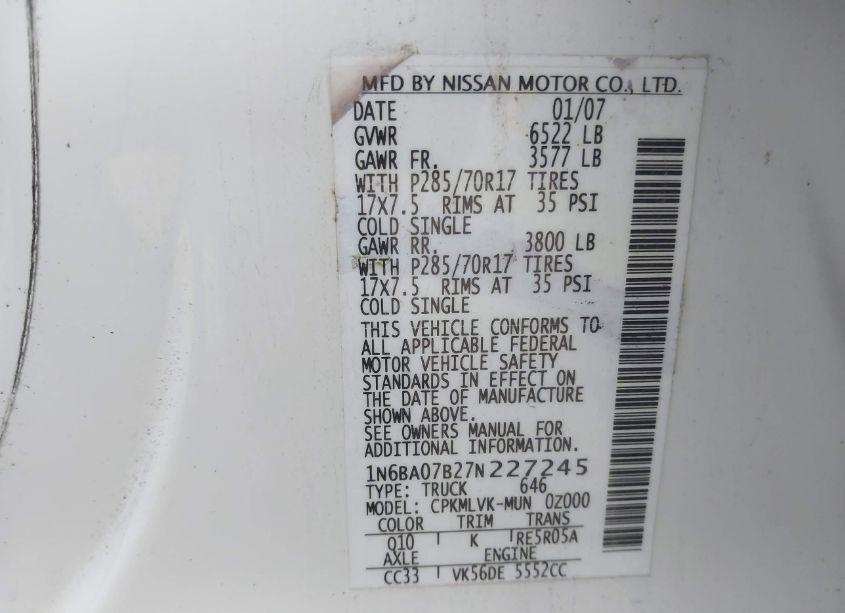 MFD BY NISSAN MOTOR CO., LTD.
DATE 01/07
GVWR 6522 LB
GAWR FR. 3577 LB
WITH P285/70R17 TIRES
17X7.5 RIMS AT 35 PSI
COLD SINGLE
GAWR RR. 3800 LB
WITH P285/70R17 TIRES
17X7.5 RIMS AT 35 PSI
COLD SINGLE
THIS VEHICLE CONFORMS TO
ALL APPLICABLE FEDERAL
MOTOR VEHICLE SAFETY
STANDARDS IN EFFECT ON
THE DATE OF MANUFACTURE
SHOWN ABOVE.
SEE OWNERS MANUAL FOR
ADDITIONAL INFORMATION.
1N6BA07B27N227245
TYPE: TRUCK 646
MODEL: CPKMLVK-MUN 0Z000
COLOR TRIM TRANS
Q10 K RE5R05A
AXLE ENGINE
CC33 VK56DE 5552CC